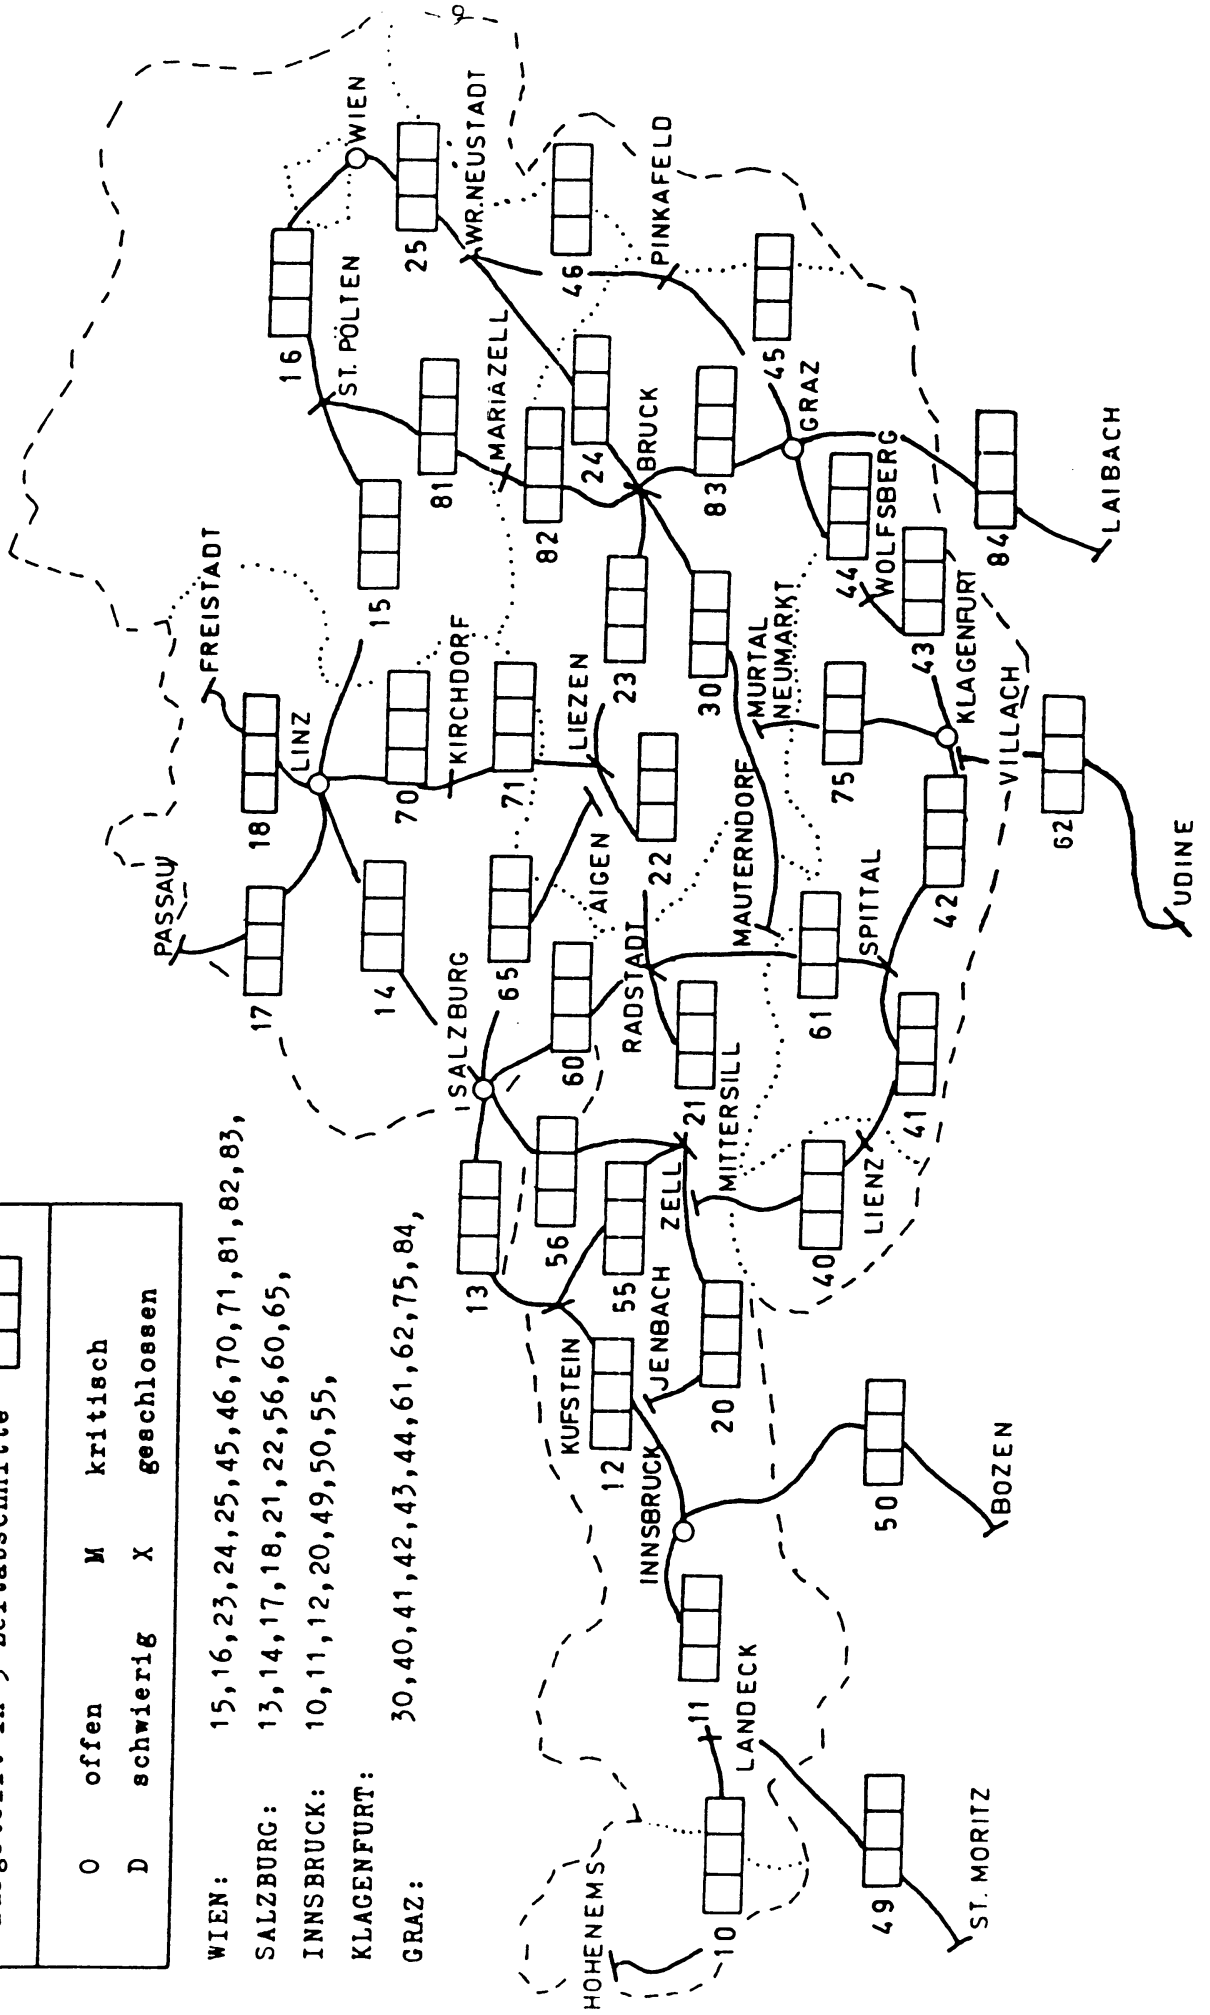 in 3 Zeitabschnitte
O offen M kritisch
D schwierig X geschlossen
WIEN: 15,16,23,24,25,45,46,70,71,81,82,83,
SALZBURG: 13,14,17,18,21,22,56,60,65,
INNSBRUCK: 10,11,12,20,49,50,55,
KLAGENFURT:
GRAZ: 30,40,41,42,43,44,61,62,75,84,
PASSAU
FREISTADT
17
18
16
WIEN
LINZ
ST. PÖLTEN
14
15
25
70
SALZBURG
KIRCHDORF
81
WR.NEUSTADT
13
65
71
MARIAZELL
56
60
LIEZEN
82
46
HOHENEMS
KUFSTEIN
AIGEN
24
12
55
RADSTADT
22
23
BRUCK
PINKAFELD
INNSBRUCK
JENBACH
ZELL
21
30
83
10
11
20
MITTERSILL
MAUTERNDORF
MURTAL
NEUMARKT
45
LANDECK
GRAZ
40
61
75
44
LIENZ
SPITTAL
WOLFSBERG
49
50
41
42
43
KLAGENFURT
84
ST. MORITZ
BOZEN
VILLACH
62
LAIBACH
UDINE